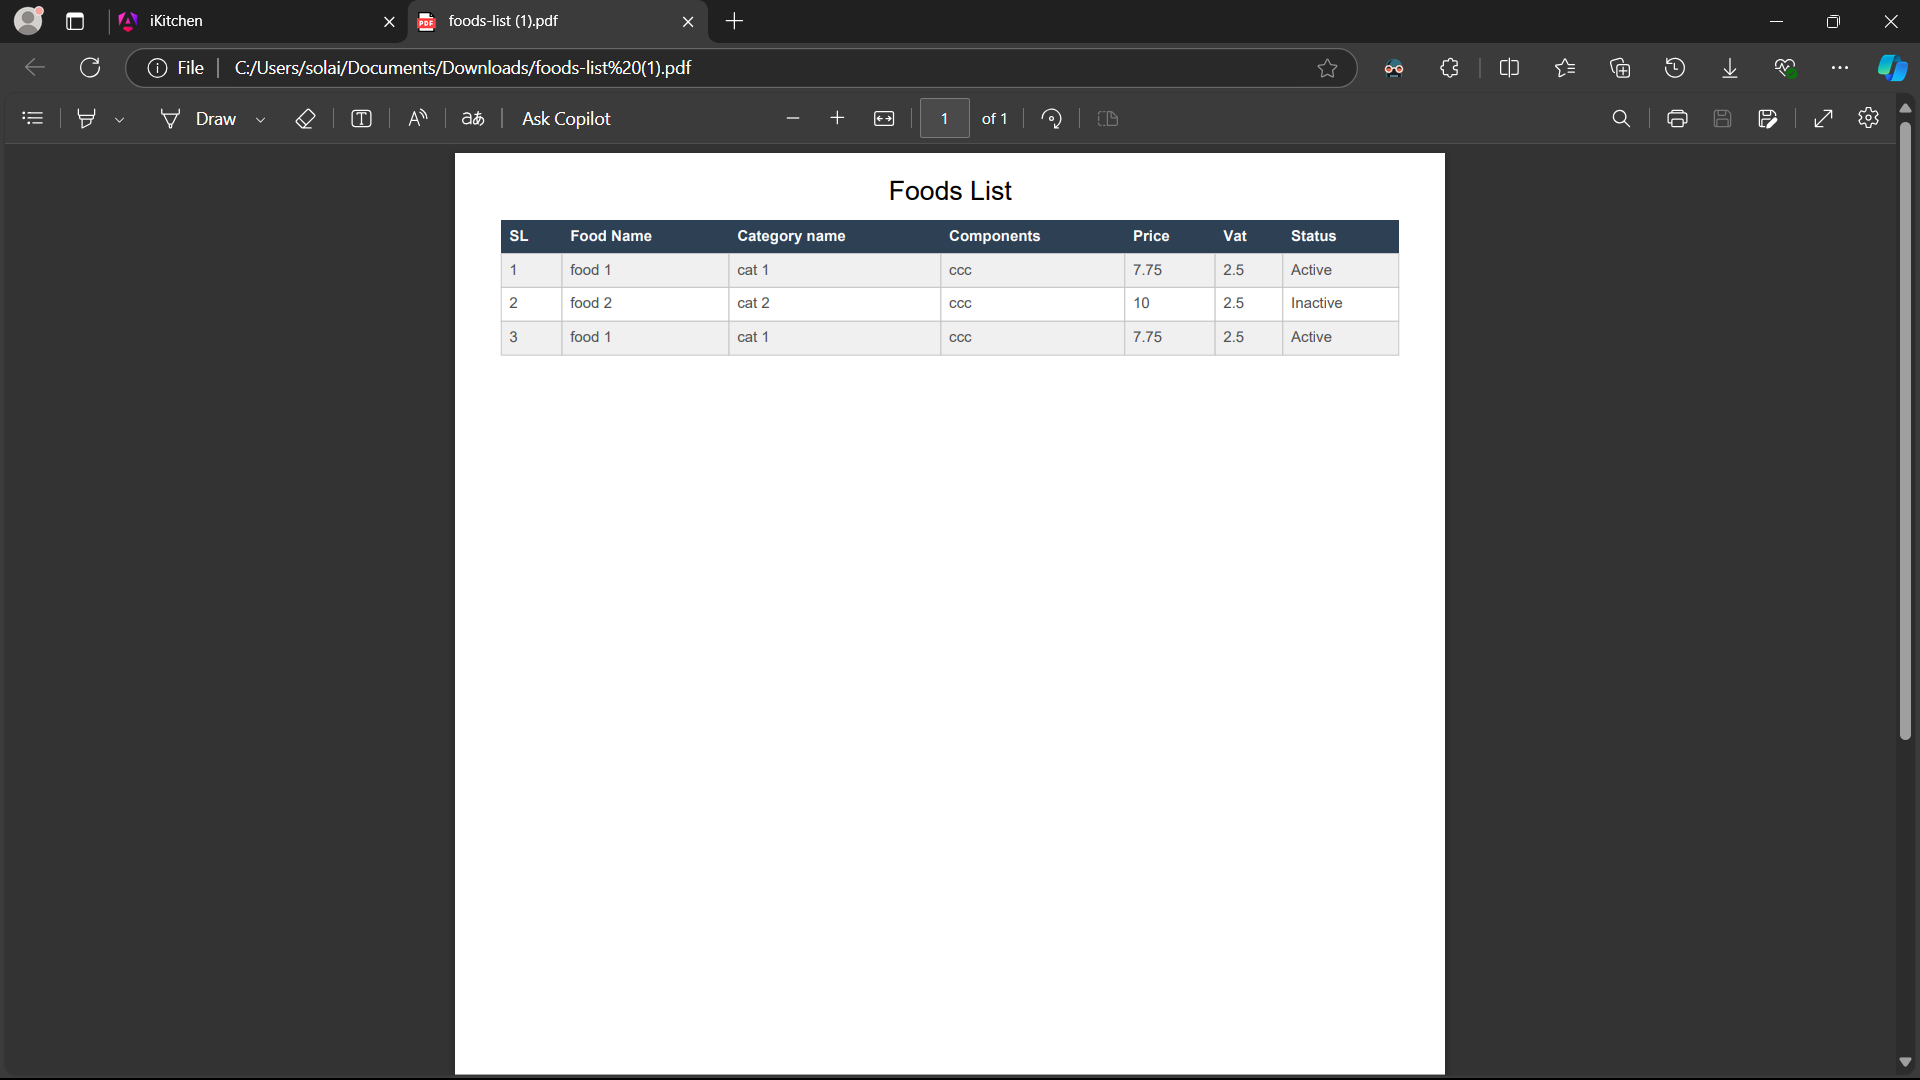 iKitchen
foods-list (1).pdf
File
C:/Users/solai/Documents/Downloads/foods-list%20(1).pdf
Draw
aあ
Ask Copilot
1 of 1
Foods List
SL Food Name Category name Components Price Vat Status
1 food 1 cat 1 ccc 7.75 2.5 Active
2 food 2 cat 2 ccc 10 2.5 Inactive
3 food 1 cat 1 ccc 7.75 2.5 Active